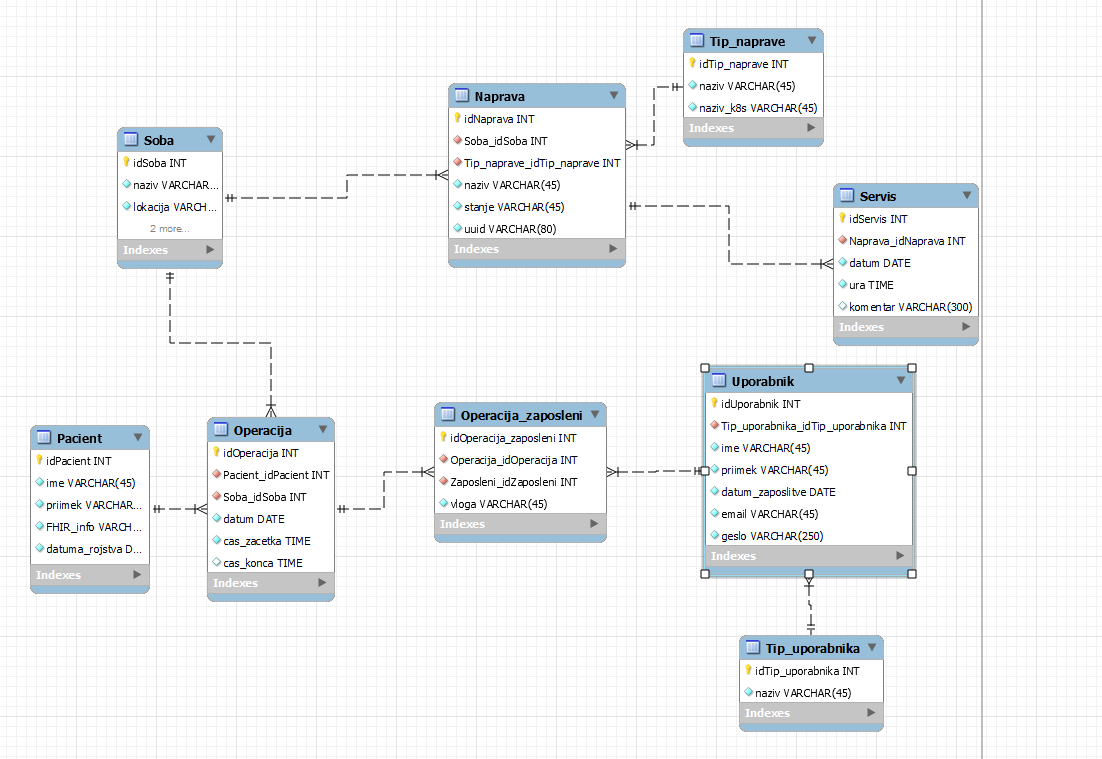 Tip_naprave
idTip_naprave INT
naziv VARCHAR(45)
naziv_k8s VARCHAR(45)
Indexes
Naprava
idNaprava INT
Soba_idSoba INT
Tip_naprave_idTip_naprave INT
naziv VARCHAR(45)
stanje VARCHAR(45)
uuid VARCHAR(80)
Indexes
Soba
idSoba INT
naziv VARCHAR...
lokacija VARCH...
2 more...
Indexes
Servis
idServis INT
Naprava_idNaprava INT
datum DATE
ura TIME
komentar VARCHAR(300)
Indexes
Pacient
idPacient INT
ime VARCHAR(45)
priimek VARCHAR...
FHIR_info VARCH...
datuma_rojstva D...
Indexes
Operacija
idOperacija INT
Pacient_idPacient INT
Soba_idSoba INT
datum DATE
cas_zacetka TIME
cas_konca TIME
Indexes
Operacija_zaposleni
idOperacija_zaposleni INT
Operacija_idOperacija INT
Zaposleni_idZaposleni INT
vloga VARCHAR(45)
Indexes
Uporabnik
idUporabnik INT
Tip_uporabnika_idTip_uporabnika INT
ime VARCHAR(45)
priimek VARCHAR(45)
datum_zaposlitve DATE
email VARCHAR(45)
geslo VARCHAR(250)
Indexes
Tip_uporabnika
idTip_uporabnika INT
naziv VARCHAR(45)
Indexes